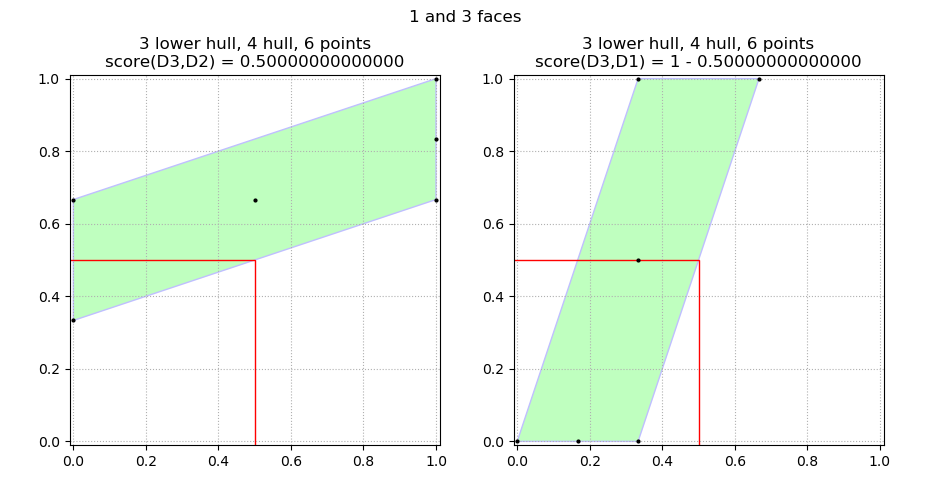 1 and 3 faces
3 lower hull, 4 hull, 6 points
score(D3,D2) = 0.50000000000000
1.0
0.8
0.6
0.4
0.2
0.0
0.0 0.2 0.4 0.6 0.8 1.0
3 lower hull, 4 hull, 6 points
score(D3,D1) = 1 - 0.50000000000000
1.0
0.8
0.6
0.4
0.2
0.0
0.0 0.2 0.4 0.6 0.8 1.0